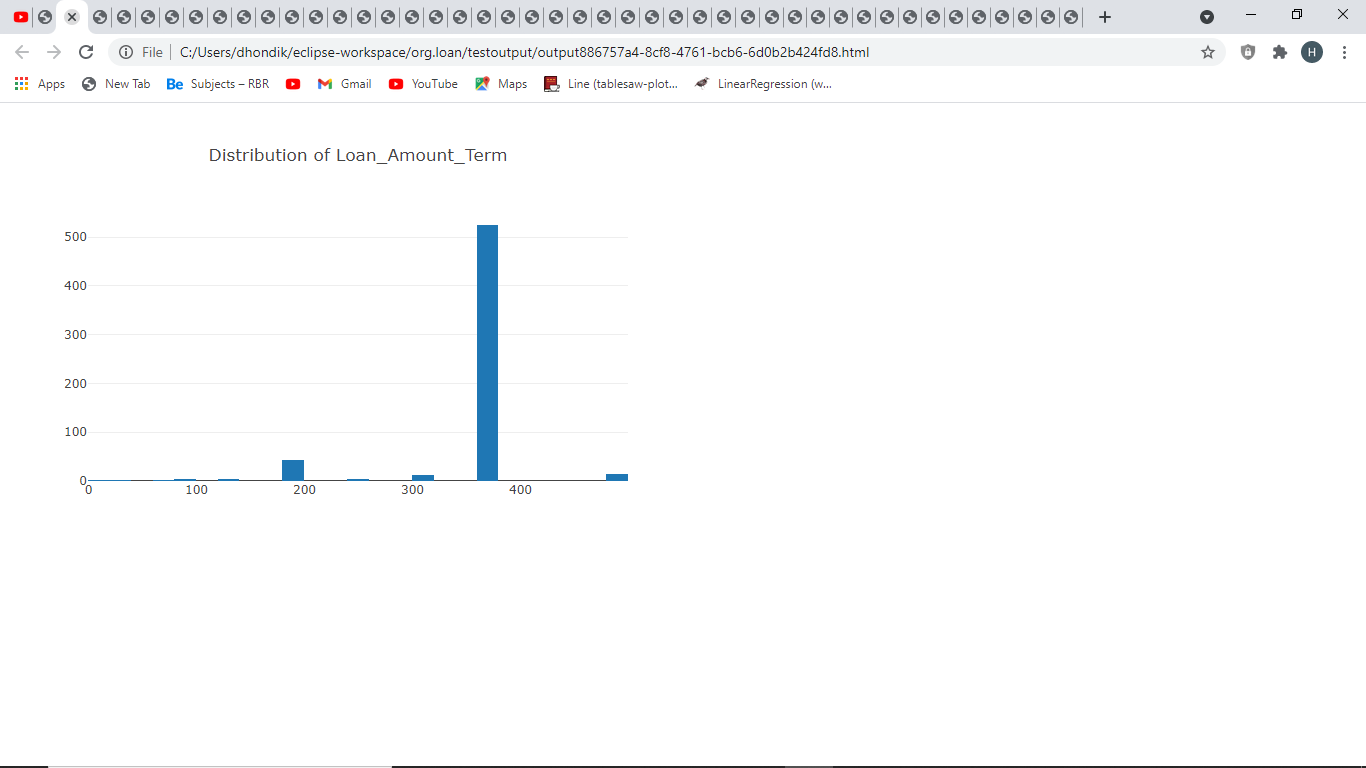 File C:/Users/dhondik/eclipse-workspace/org.loan/testoutput/output886757a4-8cf8-4761-bcb6-6d0b2b424fd8.html
H
Apps New Tab Be Subjects – RBR Gmail YouTube Maps Line (tablesaw-plot... LinearRegression (w...
Distribution of Loan_Amount_Term
500
400
300
200
100
0
0 100 200 300 400